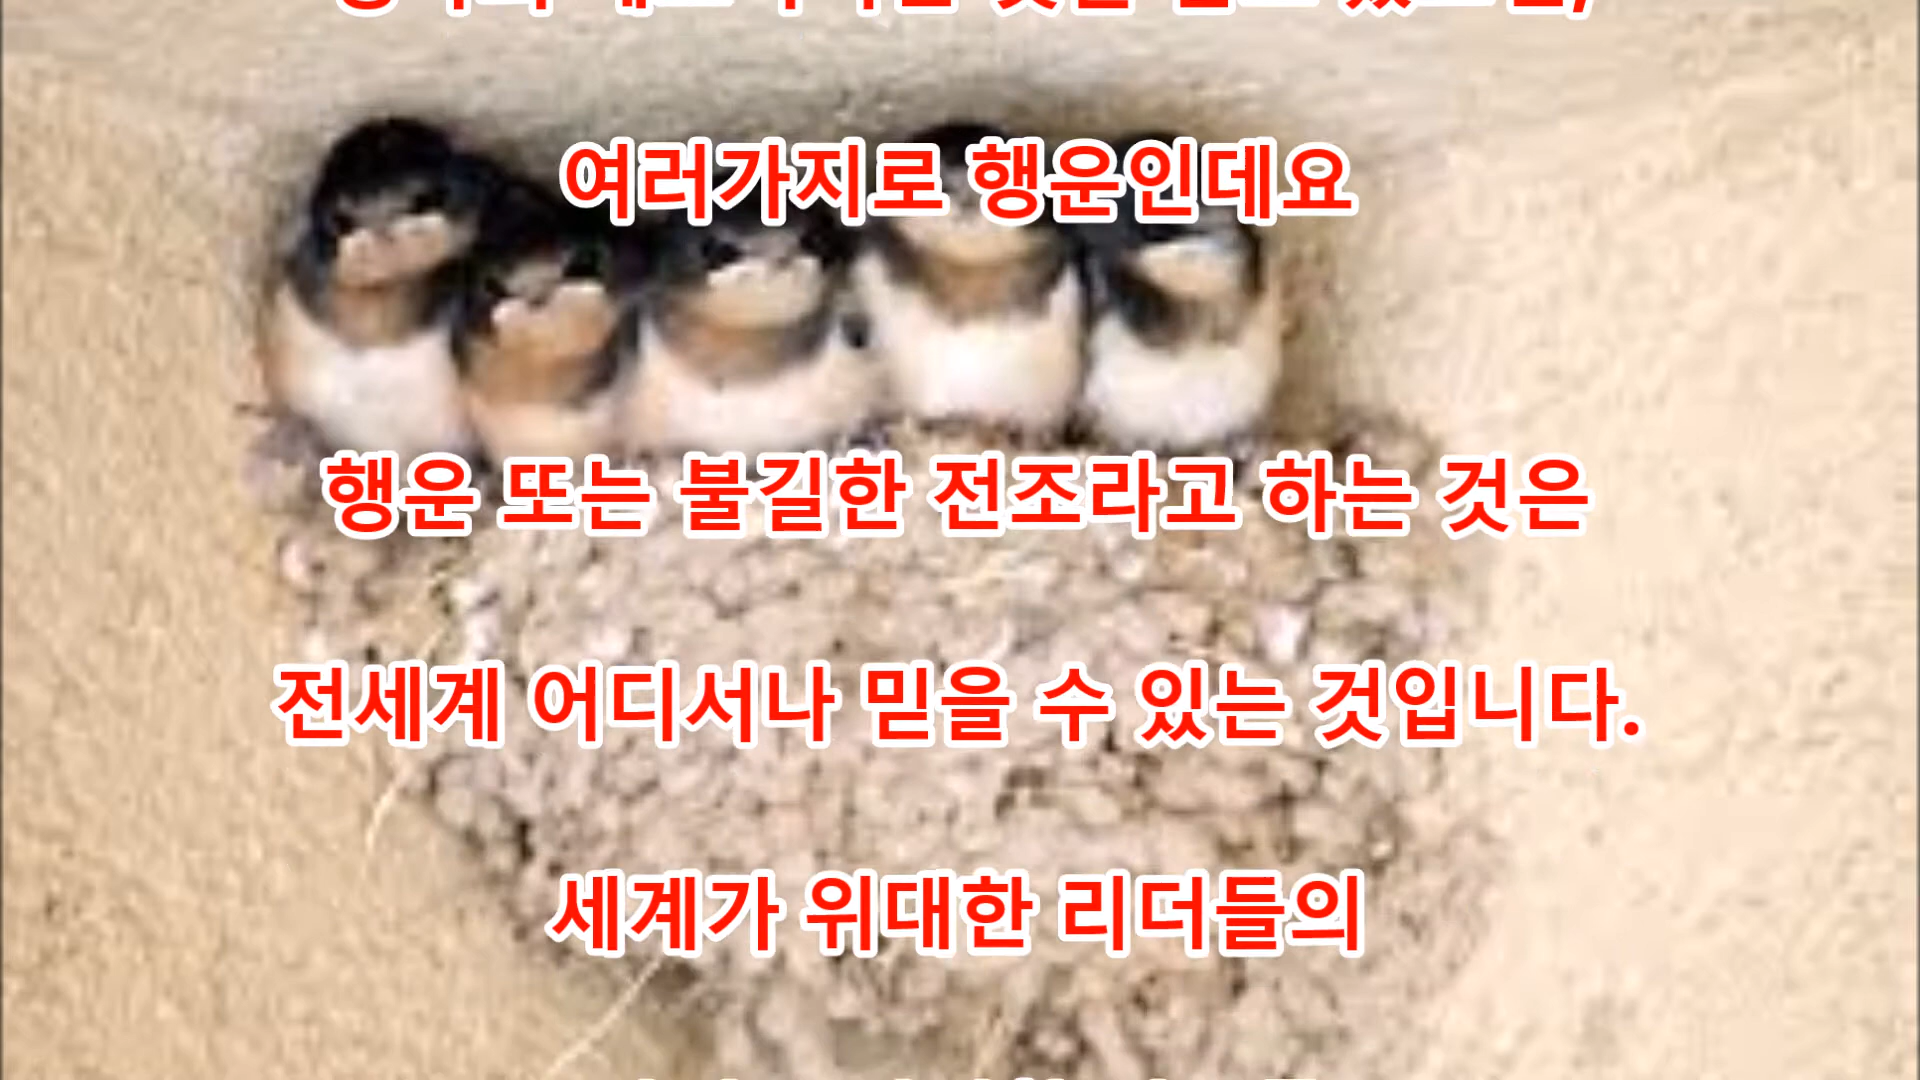 여러가지로 행운인데요
행운 또는 불길한 전조라고 하는 것은
전세계 어디서나 믿을 수 있는 것입니다.
세계가 위대한 리더들의